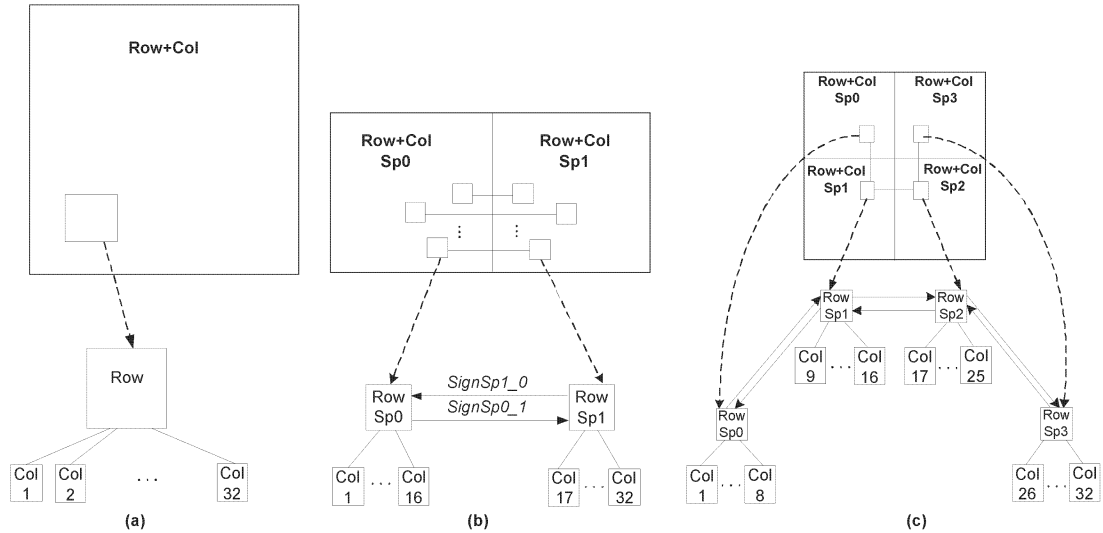 Row+Col
Row
Col
1
Col
2
...
Col
32
(a)
Row+Col
Sp0
Row+Col
Sp1
⋮
⋮
Row
Sp0
SignSp1_0
SignSp0_1
Row
Sp1
Col
1
...
Col
16
Col
17
...
Col
32
(b)
Row+Col
Sp0
Row+Col
Sp3
Row+Col
Sp1
Row+Col
Sp2
Row
Sp1
Row
Sp2
Col
9
...
Col
16
Col
17
...
Col
25
Row
Sp0
Row
Sp3
Col
1
...
Col
8
Col
26
...
Col
32
(c)